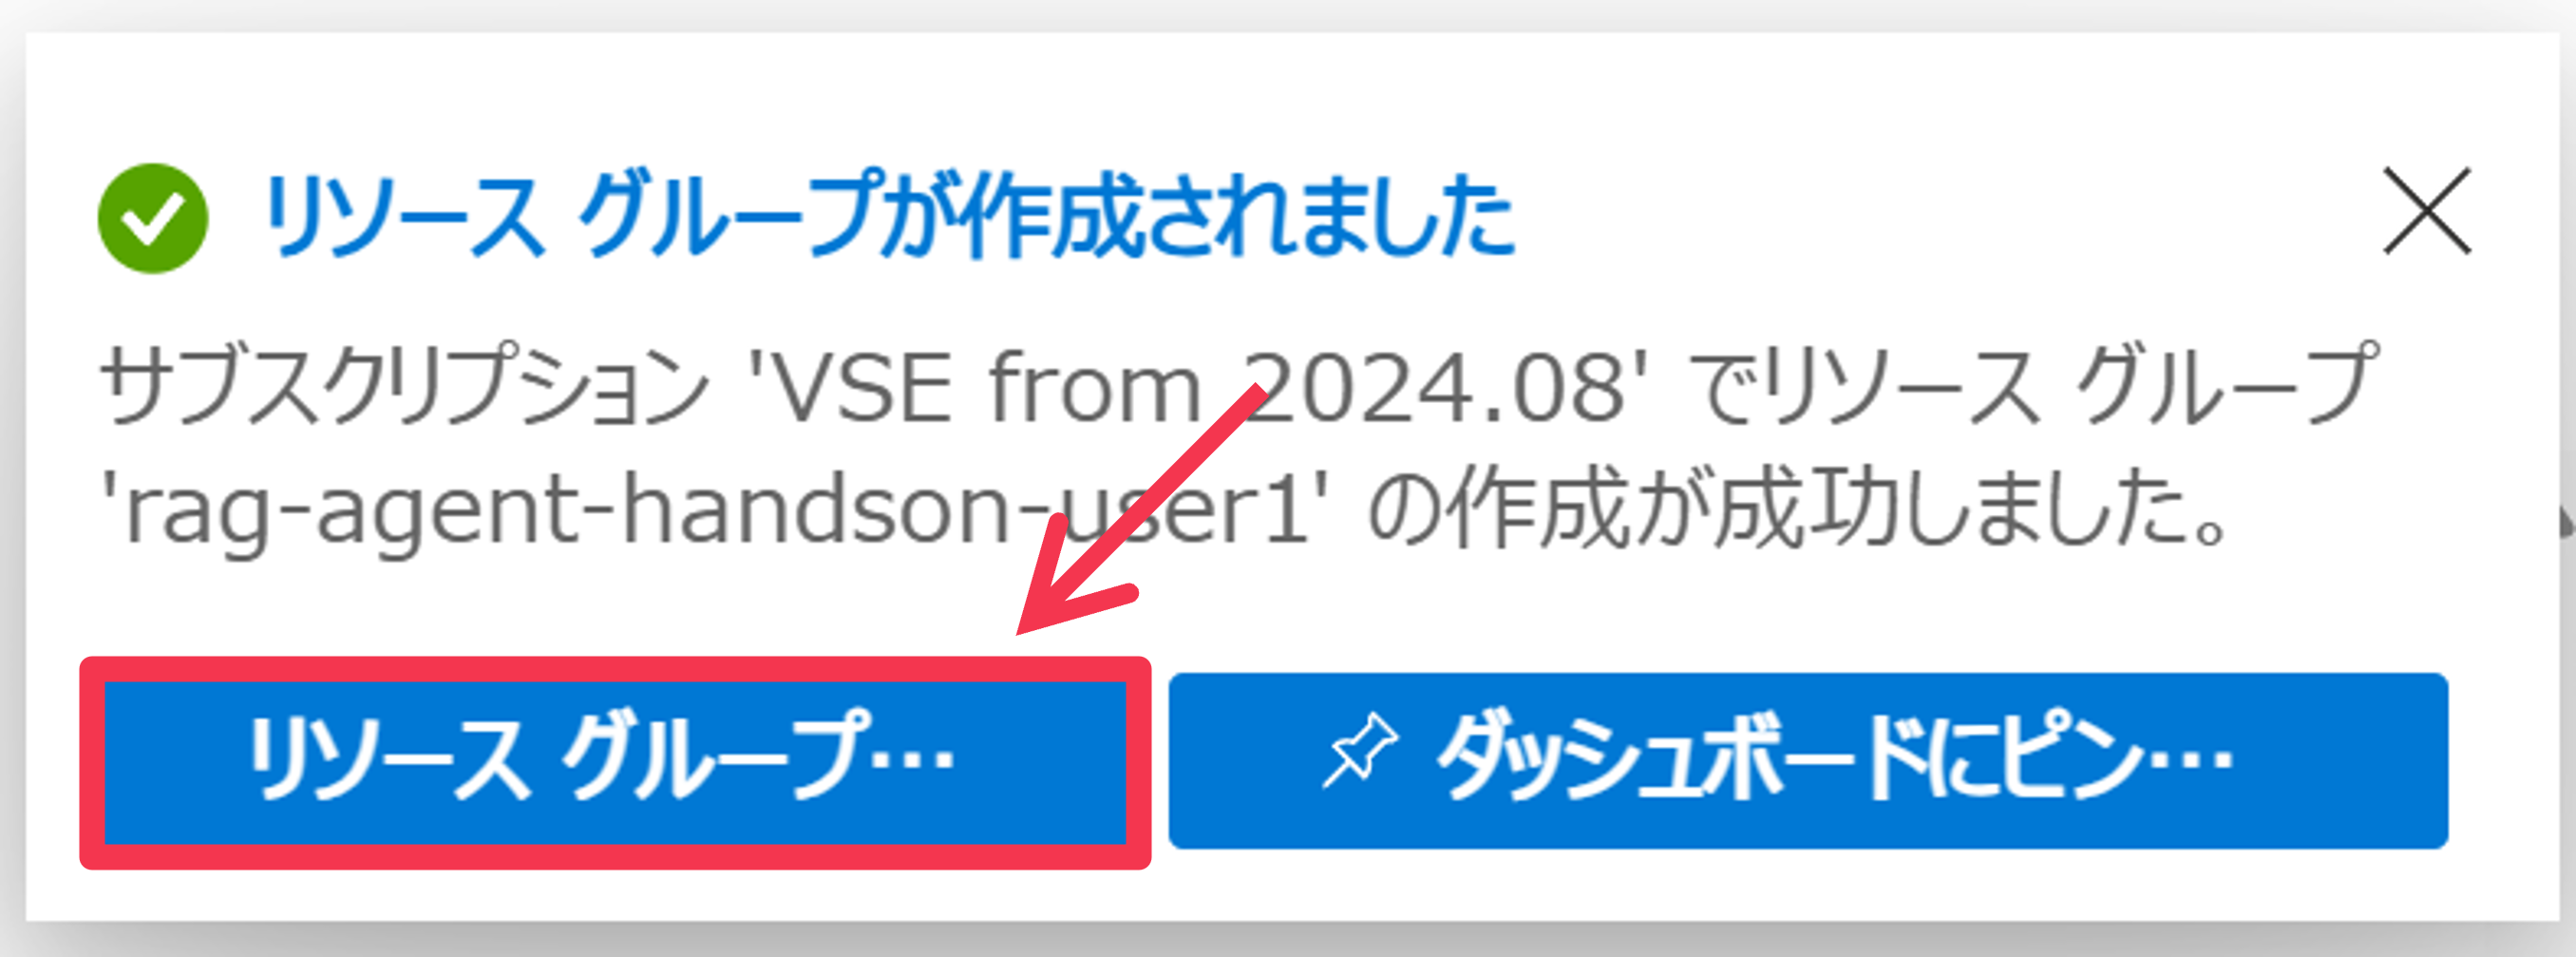 リソース グループが作成されました
サブスクリプション 'VSE from 2024.08' でリソース グループ
'rag-agent-handson-user1' の作成が成功しました。
リソース グループ…
ダッシュボードにピン…